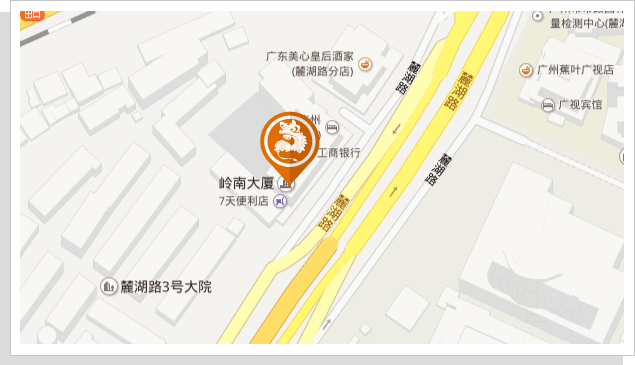 出口
量检测中心(麓湖
广东美心皇后酒家
(麓湖路分店)
麓湖路
麓湖路
广州蕉叶广视店
广视宾馆
州
工商银行
麓湖路
岭南大厦
7天便利店
麓湖路
麓湖路3号大院